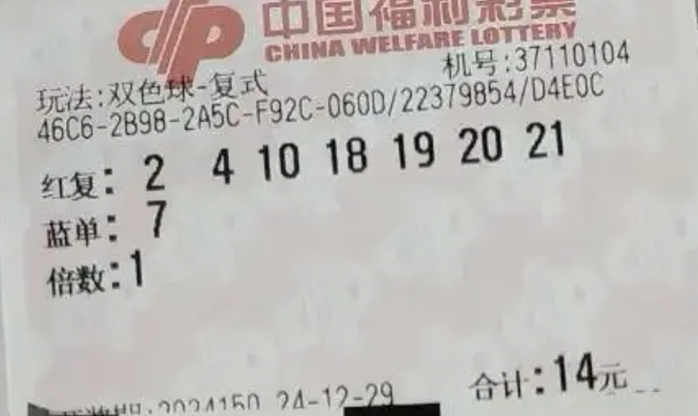 中国福利彩票
CHINA WELFARE LOTTERY
机号:37110104
玩法:双色球-复式
46C6-2B98-2A5C-F92C-060D/22379854/D4E0C
红复: 2 4 10 18 19 20 21
蓝单: 7
倍数:1
合计:14元
期:2024150 24-12-29